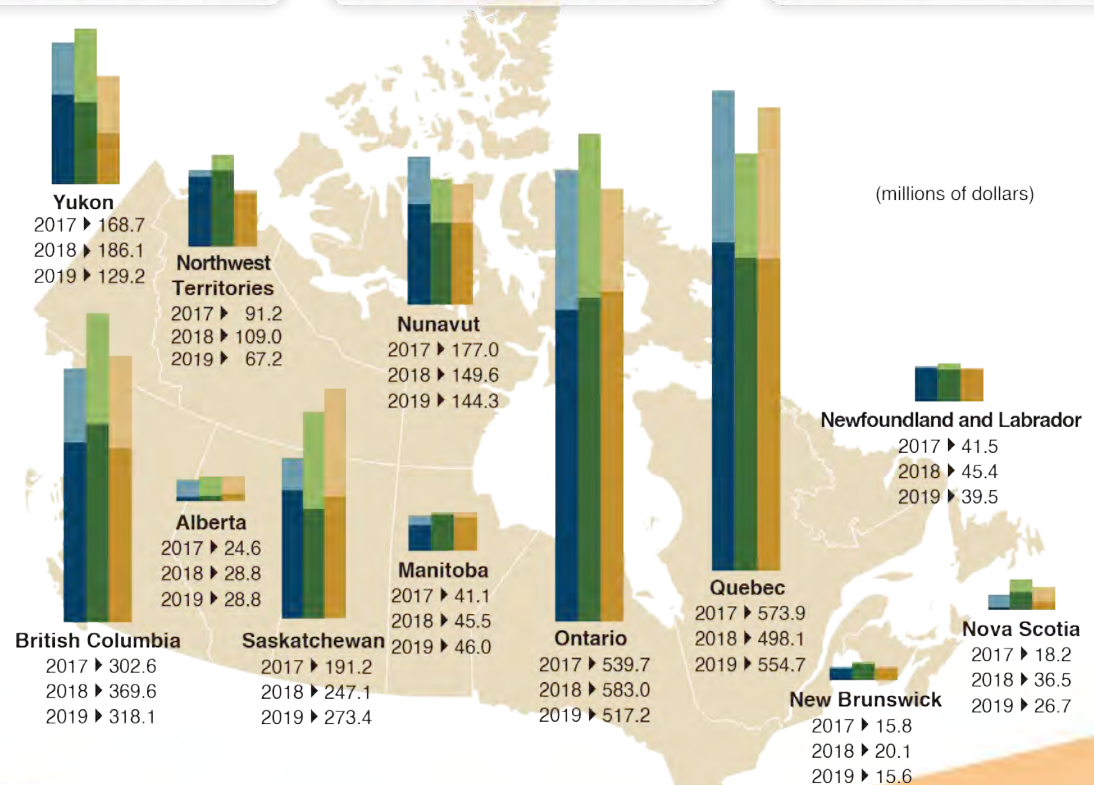 (millions of dollars)
Yukon
2017 ▶ 168.7
2018 ▶ 186.1
2019 ▶ 129.2
Northwest
Territories
2017 ▶ 91.2
2018 ▶ 109.0
2019 ▶ 67.2
Nunavut
2017 ▶ 177.0
2018 ▶ 149.6
2019 ▶ 144.3
Newfoundland and Labrador
2017 ▶ 41.5
2018 ▶ 45.4
2019 ▶ 39.5
British Columbia
2017 ▶ 302.6
2018 ▶ 369.6
2019 ▶ 318.1
Alberta
2017 ▶ 24.6
2018 ▶ 28.8
2019 ▶ 28.8
Saskatchewan
2017 ▶ 191.2
2018 ▶ 247.1
2019 ▶ 273.4
Manitoba
2017 ▶ 41.1
2018 ▶ 45.5
2019 ▶ 46.0
Ontario
2017 ▶ 539.7
2018 ▶ 583.0
2019 ▶ 517.2
Quebec
2017 ▶ 573.9
2018 ▶ 498.1
2019 ▶ 554.7
New Brunswick
2017 ▶ 15.8
2018 ▶ 20.1
2019 ▶ 15.6
Nova Scotia
2017 ▶ 18.2
2018 ▶ 36.5
2019 ▶ 26.7